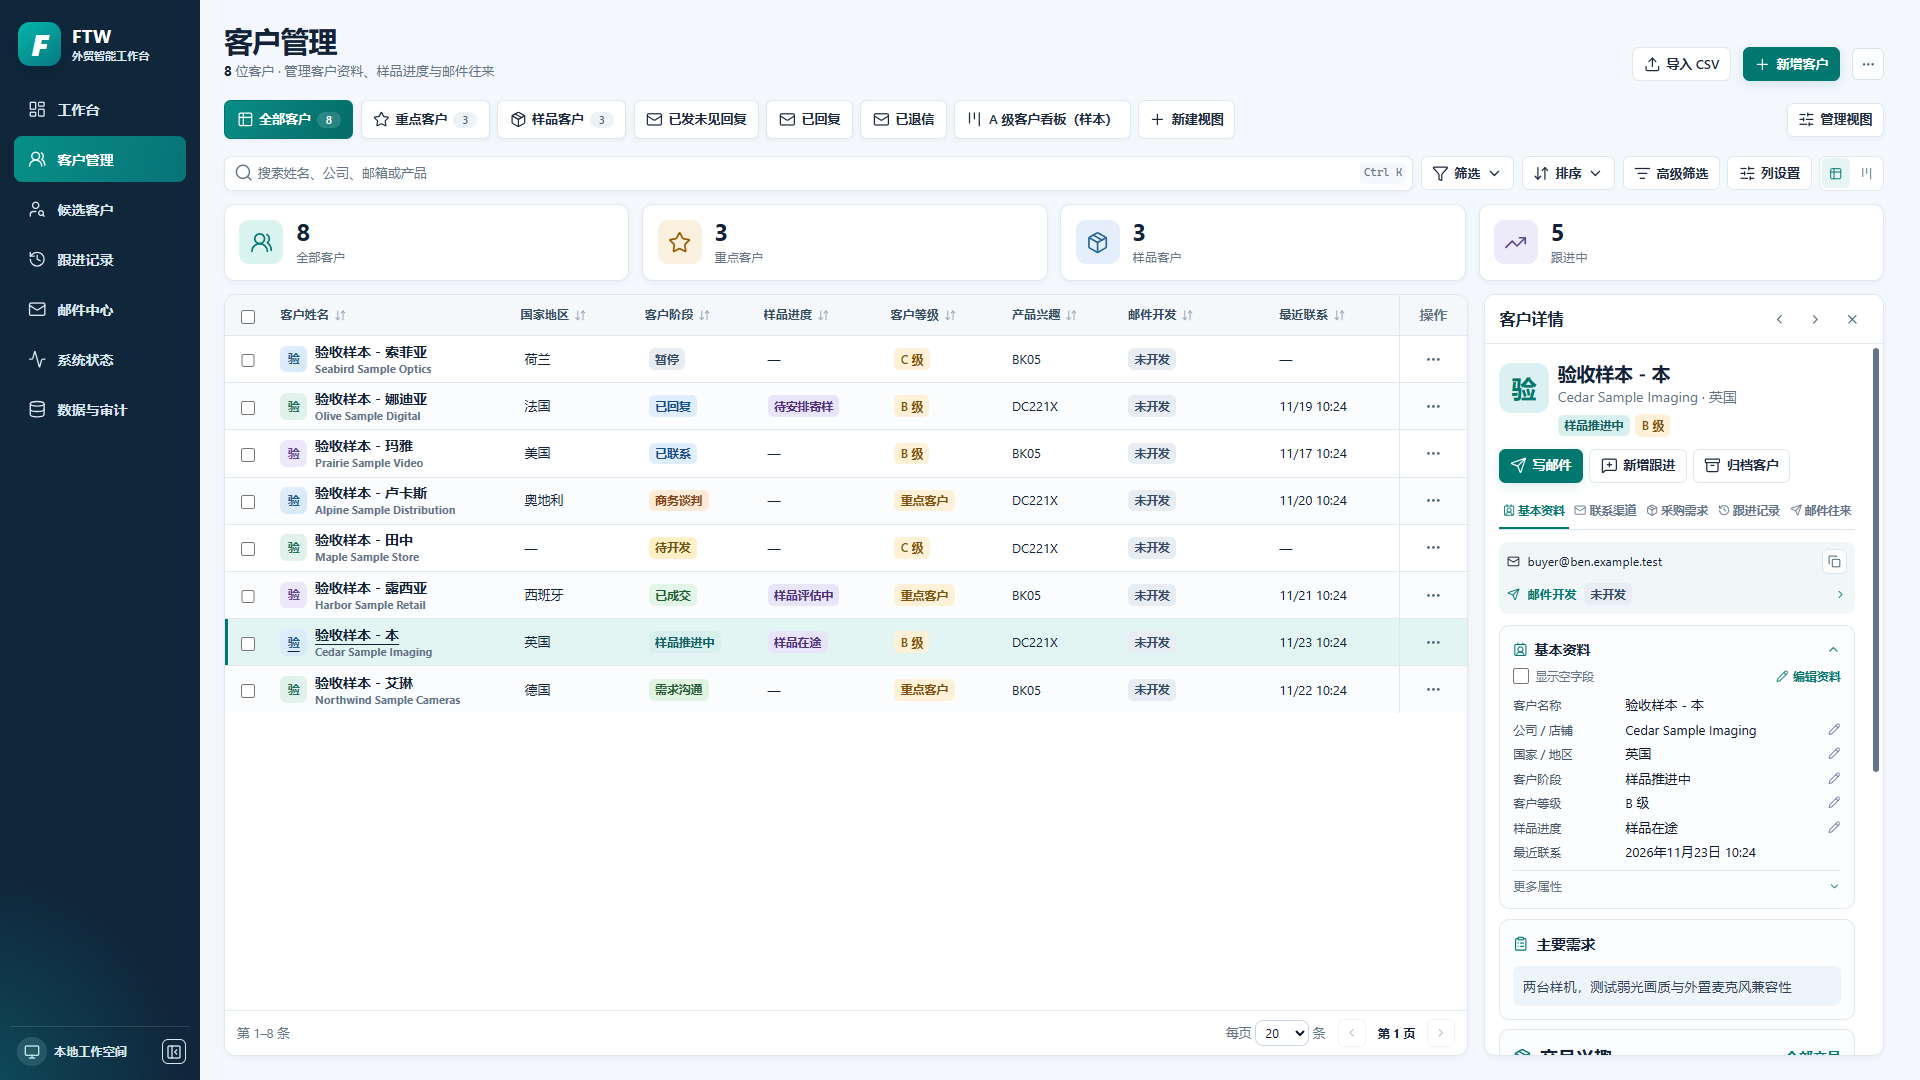 FTW
外贸智能工作台
工作台
客户管理
候选客户
跟进记录
邮件中心
系统状态
数据与审计
本地工作空间
客户管理
8 位客户 · 管理客户资料、样品进度与邮件往来
导入 CSV
新增客户
全部客户 8
重点客户 3
样品客户 3
已发未见回复
已回复
已退信
A 级客户看板（样本）
新建视图
管理视图
搜索姓名、公司、邮箱或产品
Ctrl K
筛选
排序
高级筛选
列设置
8
全部客户
3
重点客户
3
样品客户
5
跟进中
客户姓名 国家地区 客户阶段 样品进度 客户等级 产品兴趣 邮件开发 最近联系 操作
验 验收样本 - 索菲亚 荷兰 暂停 — C 级 BK05 未开发 —
Seabird Sample Optics
验 验收样本 - 娜迪亚 法国 已回复 待安排寄样 B 级 DC221X 未开发 11/19 10:24
Olive Sample Digital
验 验收样本 - 玛雅 美国 已联系 — B 级 BK05 未开发 11/17 10:24
Prairie Sample Video
验 验收样本 - 卢卡斯 奥地利 商务谈判 — 重点客户 DC221X 未开发 11/20 10:24
Alpine Sample Distribution
验 验收样本 - 田中 — 待开发 — C 级 DC221X 未开发 —
Maple Sample Store
验 验收样本 - 露西亚 西班牙 已成交 样品评估中 重点客户 BK05 未开发 11/21 10:24
Harbor Sample Retail
验 验收样本 - 本 英国 样品推进中 样品在途 B 级 DC221X 未开发 11/23 10:24
Cedar Sample Imaging
验 验收样本 - 艾琳 德国 需求沟通 — 重点客户 BK05 未开发 11/22 10:24
Northwind Sample Cameras
第 1–8 条
每页 20 条
第 1 页
客户详情
验
验收样本 - 本
Cedar Sample Imaging · 英国
样品推进中 B 级
写邮件
新增跟进
归档客户
基本资料 联系渠道 采购需求 跟进记录 邮件往来
buyer@ben.example.test
邮件开发 未开发
基本资料
显示空字段 编辑资料
客户名称 验收样本 - 本
公司 / 店铺 Cedar Sample Imaging
国家 / 地区 英国
客户阶段 样品推进中
客户等级 B 级
样品进度 样品在途
最近联系 2026年11月23日 10:24
更多属性
主要需求
两台样机，测试弱光画质与外置麦克风兼容性